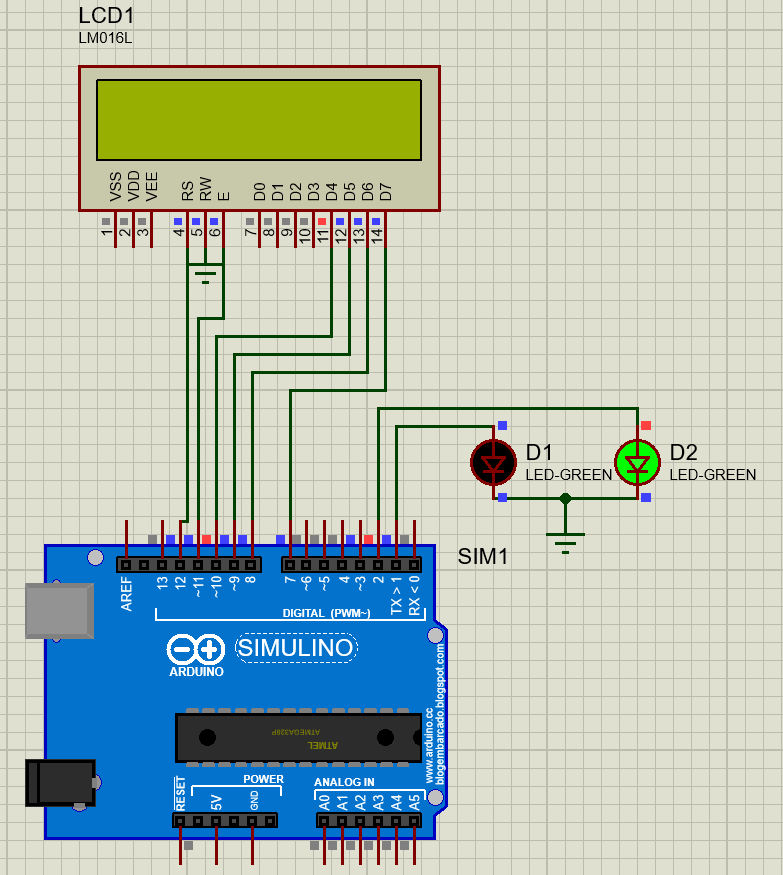 LCD1
LM016L
VSS VDD VEE RS RW E D0 D1 D2 D3 D4 D5 D6 D7
1 2 3 4 5 6 7 8 9 10 11 12 13 14
D1
LED-GREEN
D2
LED-GREEN
SIM1
AREF 13 12 ~11 ~10 ~9 8 7 ~6 ~5 4 ~3 2 TX > 1 RX < 0
DIGITAL (PWM~)
ARDUINO
SIMULINO
www.arduino.cc
blogembarcado.blogspot.com
ATMEGA328P
ATMEL
RESET 5V GND
POWER
ANALOG IN
A0 A1 A2 A3 A4 A5